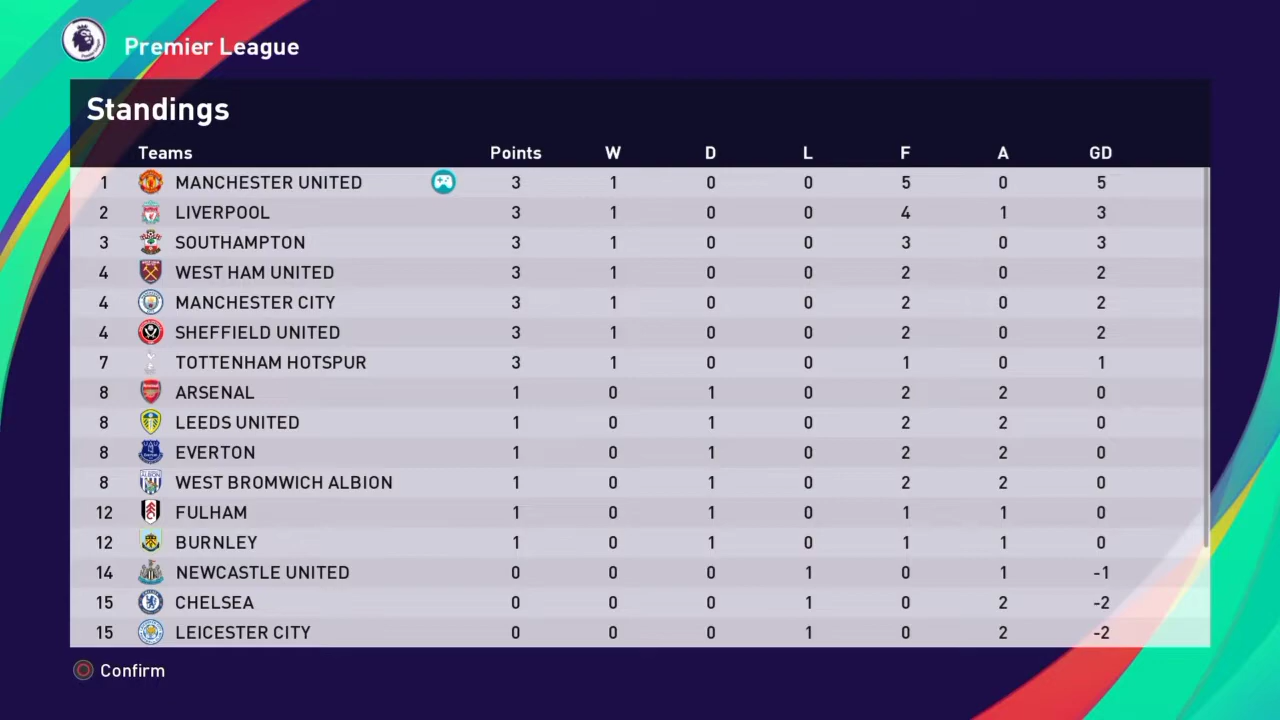 Premier League
Standings
Teams Points W D L F A GD
1 MANCHESTER UNITED 3 1 0 0 5 0 5
2 LIVERPOOL 3 1 0 0 4 1 3
3 SOUTHAMPTON 3 1 0 0 3 0 3
4 WEST HAM UNITED 3 1 0 0 2 0 2
4 MANCHESTER CITY 3 1 0 0 2 0 2
4 SHEFFIELD UNITED 3 1 0 0 2 0 2
7 TOTTENHAM HOTSPUR 3 1 0 0 1 0 1
8 ARSENAL 1 0 1 0 2 2 0
8 LEEDS UNITED 1 0 1 0 2 2 0
8 EVERTON 1 0 1 0 2 2 0
8 WEST BROMWICH ALBION 1 0 1 0 2 2 0
12 FULHAM 1 0 1 0 1 1 0
12 BURNLEY 1 0 1 0 1 1 0
14 NEWCASTLE UNITED 0 0 0 1 0 1 -1
15 CHELSEA 0 0 0 1 0 2 -2
15 LEICESTER CITY 0 0 0 1 0 2 -2
Confirm